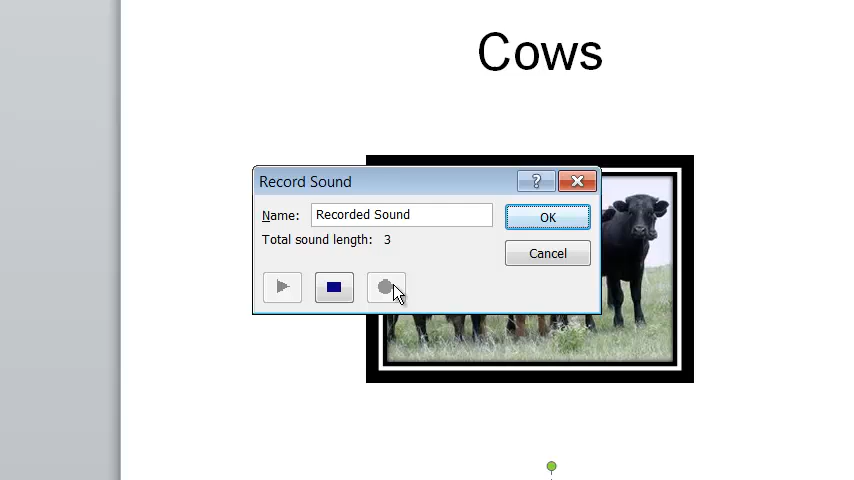 Cows
Record Sound
?
Name: Recorded Sound
OK
Total sound length: 3
Cancel